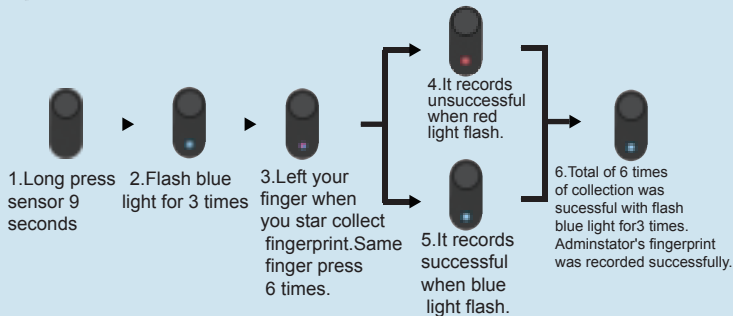 1.Long press
sensor 9
seconds
2.Flash blue
light for 3 times
3.Left your
finger when
you star collect
fingerprint.Same
finger press
6 times.
4.It records
unsuccessful
when red
light flash.
5.It records
successful
when blue
light flash.
6.Total of 6 times
of collection was
sucessful with flash
blue light for3 times.
Adminstator's fingerprint
was recorded successfully.